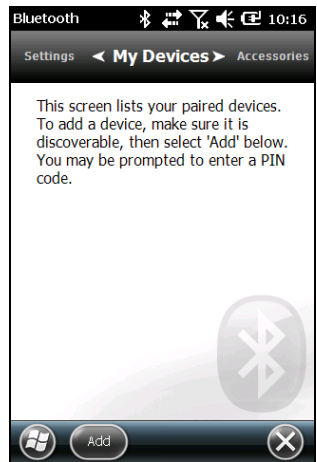 Bluetooth 10:16
Settings My Devices Accessories
This screen lists your paired devices.
To add a device, make sure it is
discoverable, then select 'Add' below.
You may be prompted to enter a PIN
code.
Add